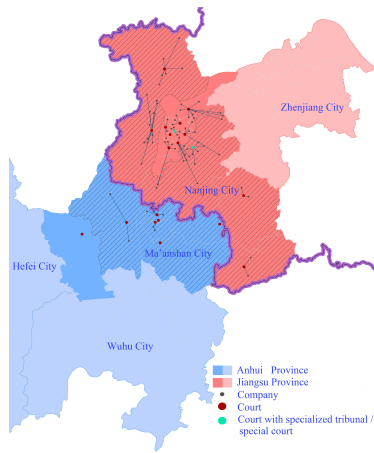 Zhenjiang City
Nanjing City
Ma'anshan City
Hefei City
Wuhu City
Anhui Province
Jiangsu Province
Company
Court
Court with specialized tribunal /
special court